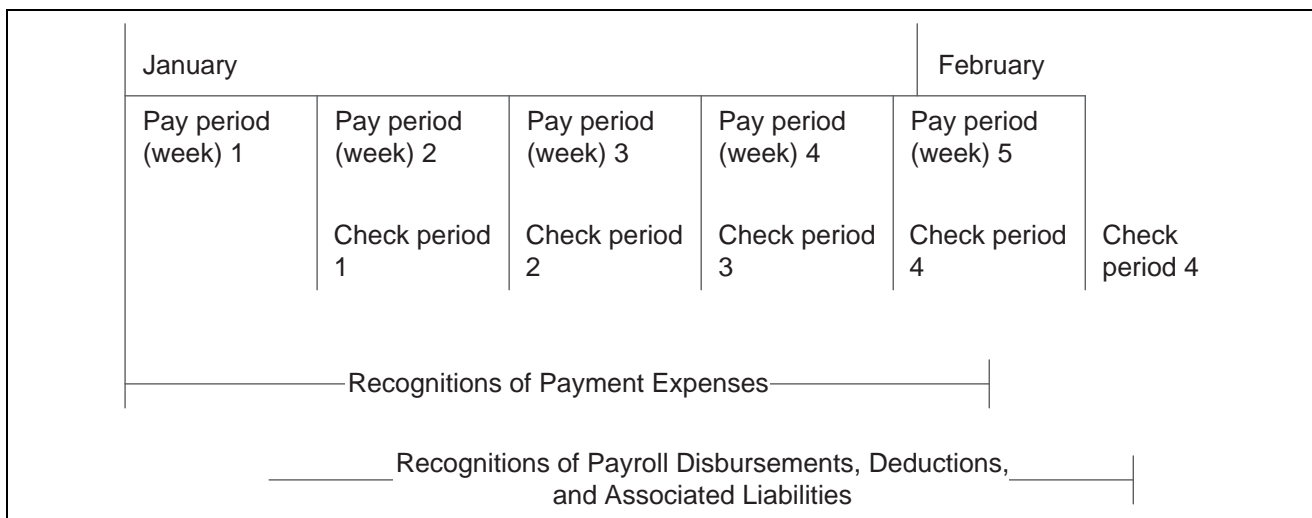 January
February
Pay period
(week) 1
Pay period
(week) 2
Pay period
(week) 3
Pay period
(week) 4
Pay period
(week) 5
Check period
1
Check period
2
Check period
3
Check period
4
Check
period 4
Recognitions of Payment Expenses
Recognitions of Payroll Disbursements, Deductions,
and Associated Liabilities